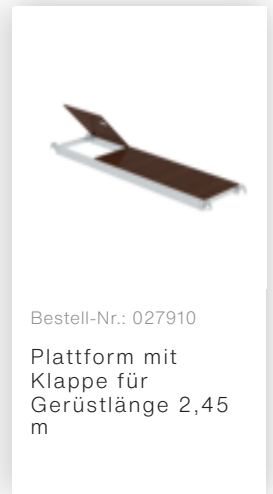 Bestell-Nr.: 027910
Plattform mit
Klappe für
Gerüstlänge 2,45
m